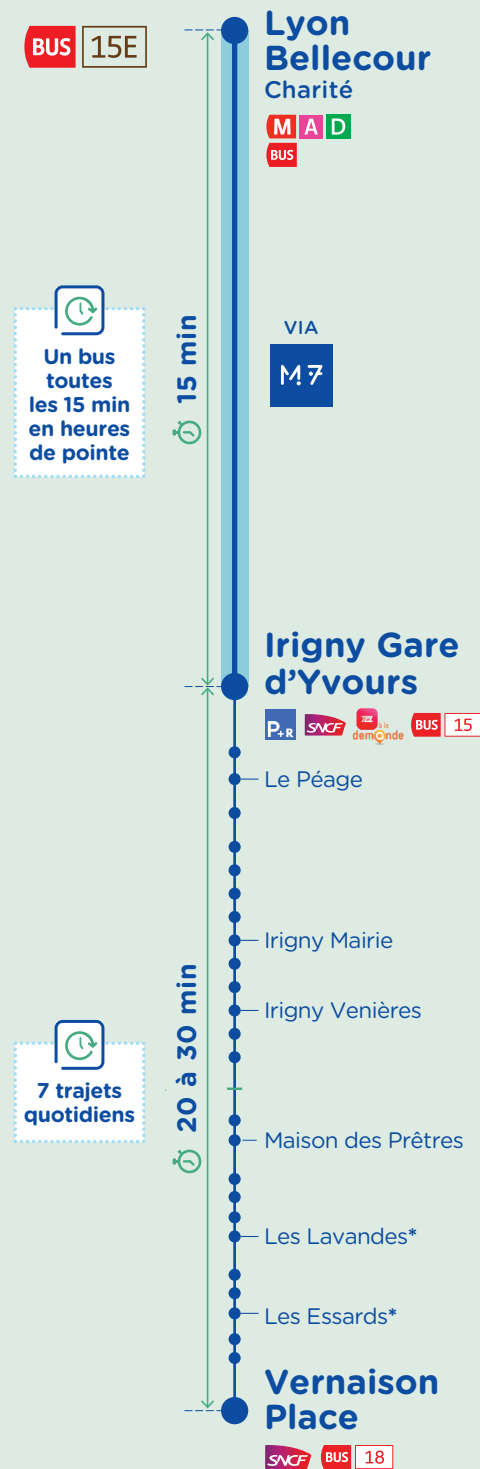 BUS 15E
Lyon
Bellecour
Charité
M A D
BUS
15 min
Un bus
toutes
les 15 min
en heures
de pointe
VIA
M7
Irigny Gare
d'Yvours
P+R SNCF TCL à la demande BUS 15
Le Péage
Irigny Mairie
Irigny Venières
20 à 30 min
7 trajets
quotidiens
Maison des Prêtres
Les Lavandes*
Les Essards*
Vernaison
Place
SNCF BUS 18